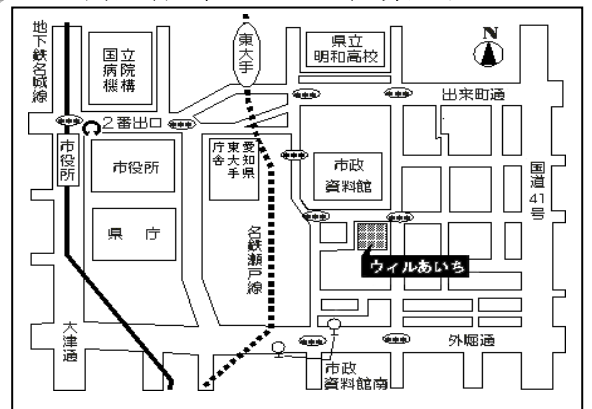 地下鉄名城線
国立
病院
機構
東大手
県立
明和高校
N
出来町通
2番出口
市役所
市役所
愛知県
東大手
庁舎
市政
資料館
国道41号
県 庁
名鉄瀬戸線
ウィルあいち
大津通
外堀通
市政
資料館南